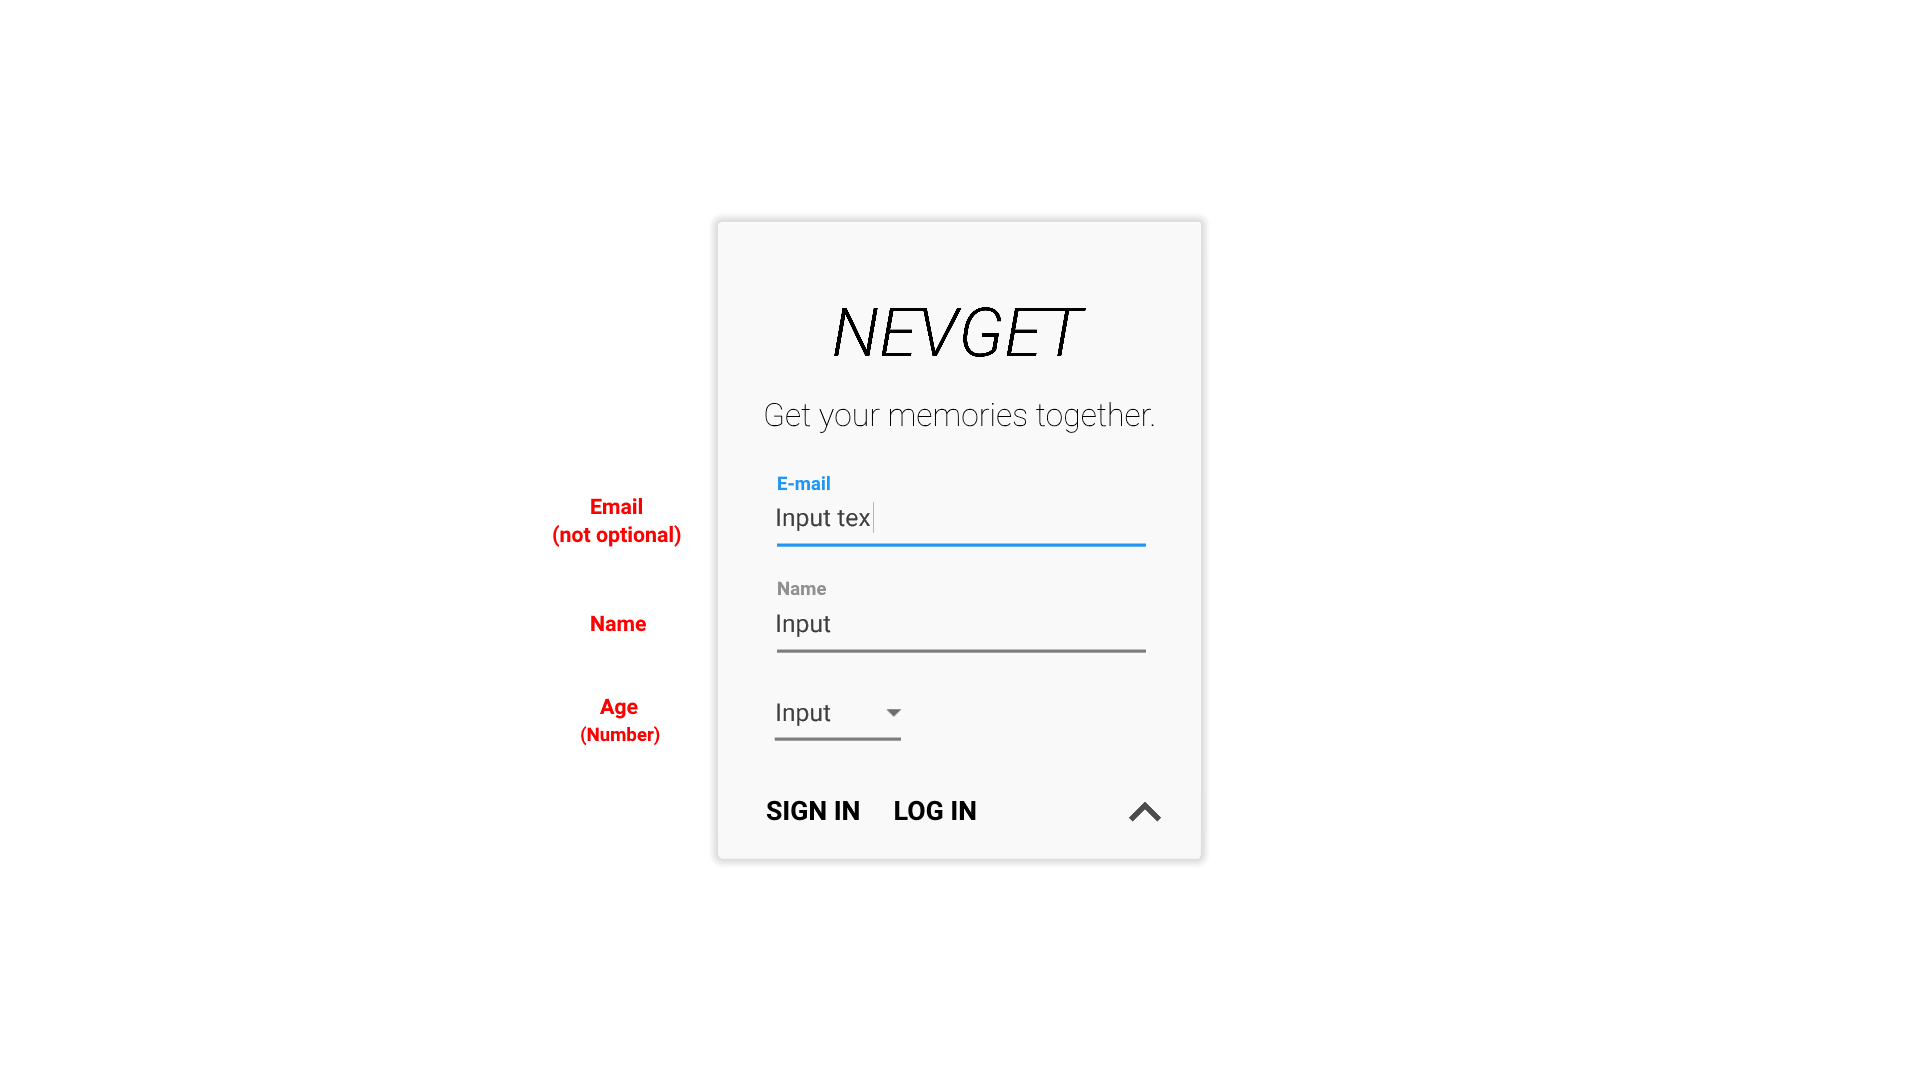 NEVGET
Get your memories together.
E-mail
Email
(not optional)
Input tex
Name
Name
Input
Age
(Number)
Input
SIGN IN
LOG IN